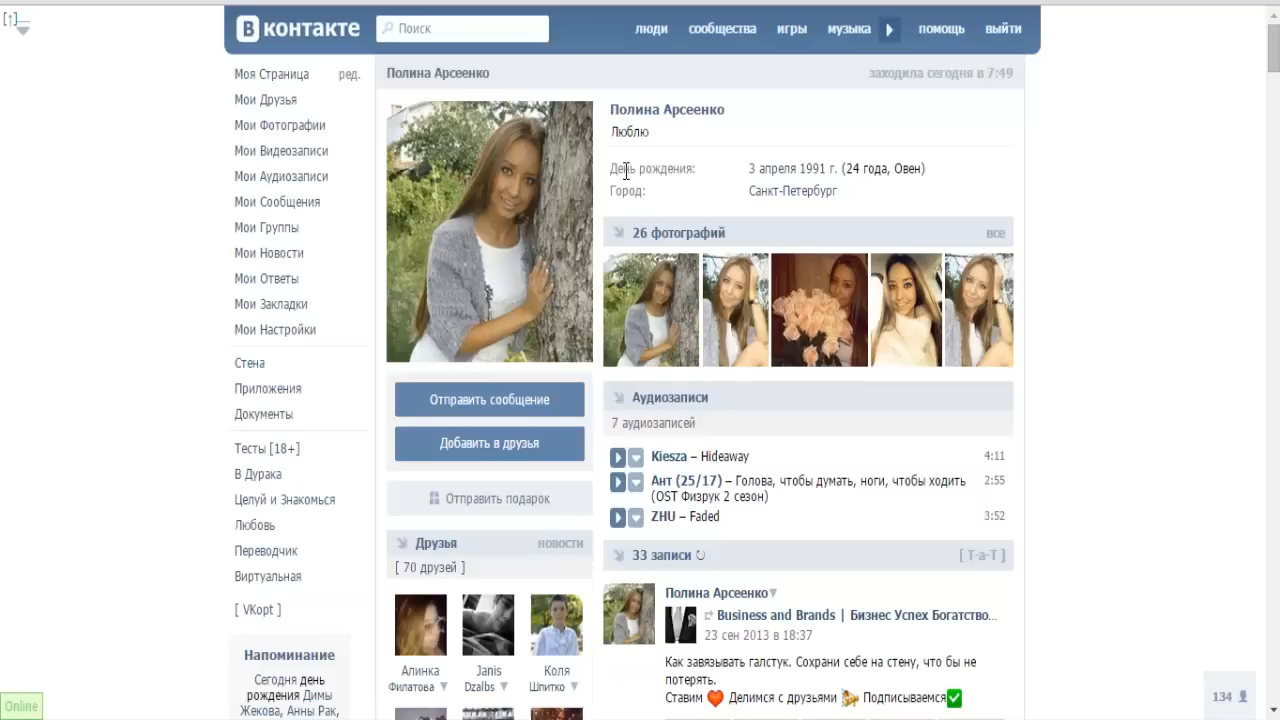 [↑]
В контакте
Поиск
люди сообщества игры музыка помощь выйти
Моя Страница ред.
Мои Друзья
Мои Фотографии
Мои Видеозаписи
Мои Аудиозаписи
Мои Сообщения
Мои Группы
Мои Новости
Мои Ответы
Мои Закладки
Мои Настройки
Стена
Приложения
Документы
Тесты [18+]
В Дурака
Целуй и Знакомься
Любовь
Переводчик
Виртуальная
[ VKopt ]
Напоминание
Сегодня день
рождения Димы
Жекова, Анны Рак,
Online
Полина Арсеенко заходила сегодня в 7:49
Отправить сообщение
Добавить в друзья
Отправить подарок
Друзья новости
[ 70 друзей ]
Алинка
Филатова
Janis
Dzalbs
Коля
Шпитко
Полина Арсеенко
Люблю
День рождения: 3 апреля 1991 г. (24 года, Овен)
Город: Санкт-Петербург
26 фотографий все
Аудиозаписи
7 аудиозаписей
Kiesza – Hideaway 4:11
Ант (25/17) – Голова, чтобы думать, ноги, чтобы ходить 2:55
(OST Физрук 2 сезон)
ZHU – Faded 3:52
33 записи [ T-a-T ]
Полина Арсеенко
Business and Brands | Бизнес Успех Богатство...
23 сен 2013 в 18:37
Как завязывать галстук. Сохрани себе на стену, что бы не
потерять.
Ставим ❤ Делимся с друзьями Подписываемся✅
134